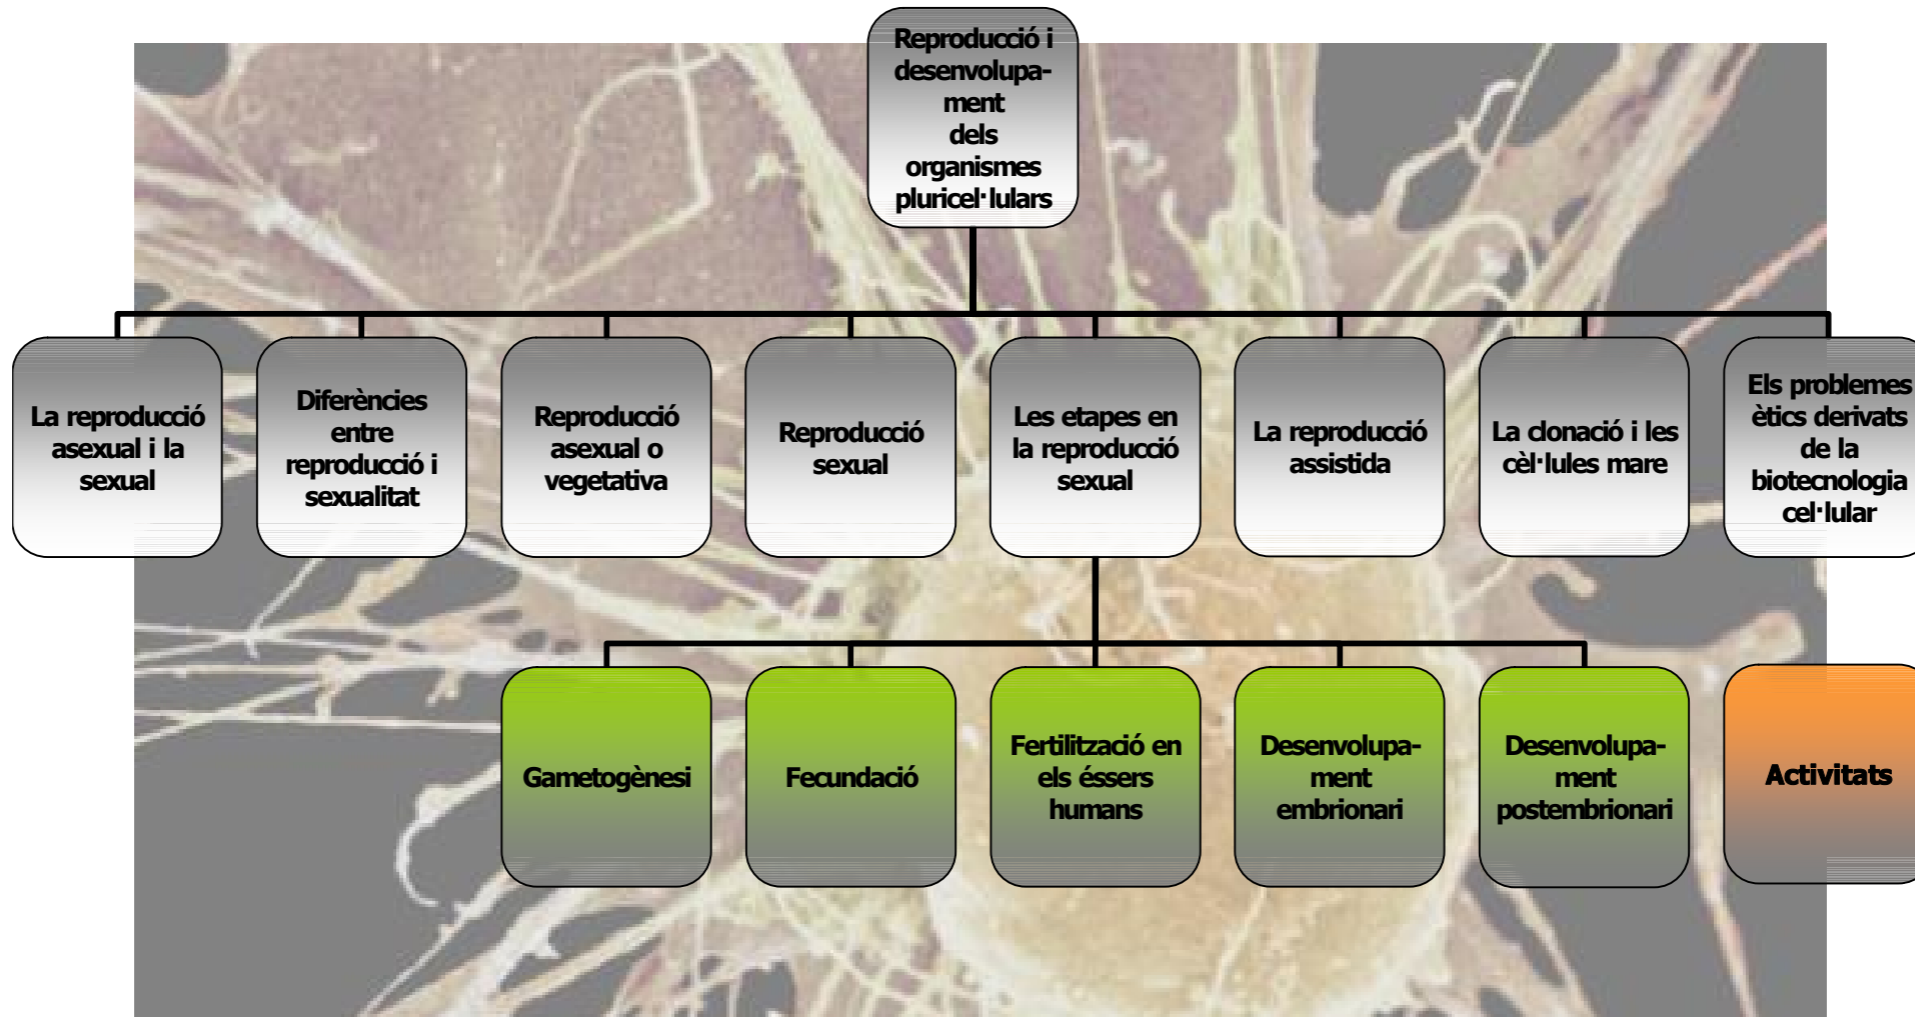 Reproducció i
desenvolupa-
ment
dels
organismes
pluricel·lulars
La reproducció
asexual i la
sexual
Diferències
entre
reproducció i
sexualitat
Reproducció
asexual o
vegetativa
Reproducció
sexual
Les etapes en
la reproducció
sexual
La reproducció
assistida
La clonació i les
cèl·lules mare
Els problemes
ètics derivats
de la
biotecnologia
cel·lular
Gametogènesi
Fecundació
Fertilització en
els éssers
humans
Desenvolupa-
ment
embrionari
Desenvolupa-
ment
postembrionari
Activitats